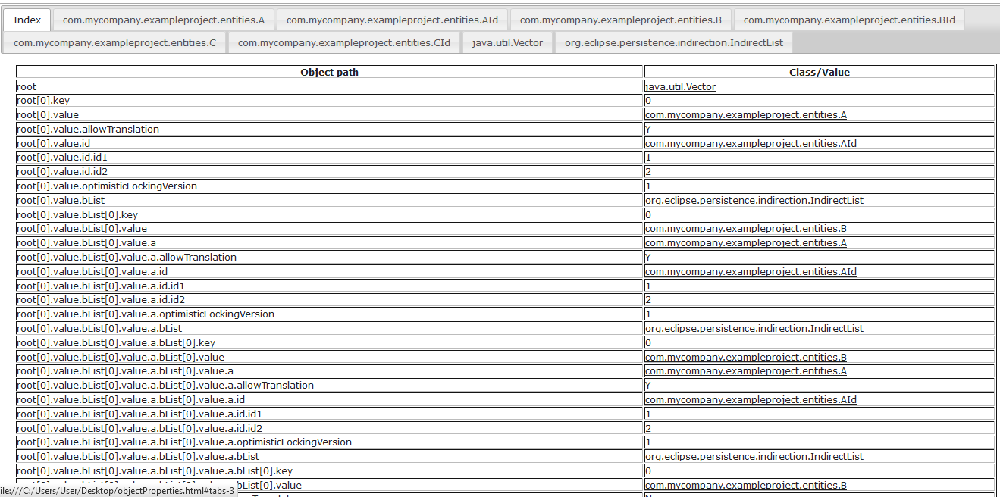 Index com.mycompany.exampleproject.entities.A com.mycompany.exampleproject.entities.AId com.mycompany.exampleproject.entities.B com.mycompany.exampleproject.entities.BId
com.mycompany.exampleproject.entities.C com.mycompany.exampleproject.entities.CId java.util.Vector org.eclipse.persistence.indirection.IndirectList
Object path Class/Value
root java.util.Vector
root[0].key 0
root[0].value com.mycompany.exampleproject.entities.A
root[0].value.allowTranslation Y
root[0].value.id com.mycompany.exampleproject.entities.AId
root[0].value.id.id1 1
root[0].value.id.id2 2
root[0].value.optimisticLockingVersion 1
root[0].value.bList org.eclipse.persistence.indirection.IndirectList
root[0].value.bList[0].key 0
root[0].value.bList[0].value com.mycompany.exampleproject.entities.B
root[0].value.bList[0].value.a com.mycompany.exampleproject.entities.A
root[0].value.bList[0].value.a.allowTranslation Y
root[0].value.bList[0].value.a.id com.mycompany.exampleproject.entities.AId
root[0].value.bList[0].value.a.id.id1 1
root[0].value.bList[0].value.a.id.id2 2
root[0].value.bList[0].value.a.optimisticLockingVersion 1
root[0].value.bList[0].value.a.bList org.eclipse.persistence.indirection.IndirectList
root[0].value.bList[0].value.a.bList[0].key 0
root[0].value.bList[0].value.a.bList[0].value com.mycompany.exampleproject.entities.B
root[0].value.bList[0].value.a.bList[0].value.a com.mycompany.exampleproject.entities.A
root[0].value.bList[0].value.a.bList[0].value.a.allowTranslation Y
root[0].value.bList[0].value.a.bList[0].value.a.id com.mycompany.exampleproject.entities.AId
root[0].value.bList[0].value.a.bList[0].value.a.id.id1 1
root[0].value.bList[0].value.a.bList[0].value.a.id.id2 2
root[0].value.bList[0].value.a.bList[0].value.a.optimisticLockingVersion 1
root[0].value.bList[0].value.a.bList[0].value.a.bList org.eclipse.persistence.indirection.IndirectList
root[0].value.bList[0].value.a.bList[0].value.a.bList[0].key 0
bList[0].value com.mycompany.exampleproject.entities.B
ile:///C:/Users/User/Desktop/objectProperties.html#tabs-3